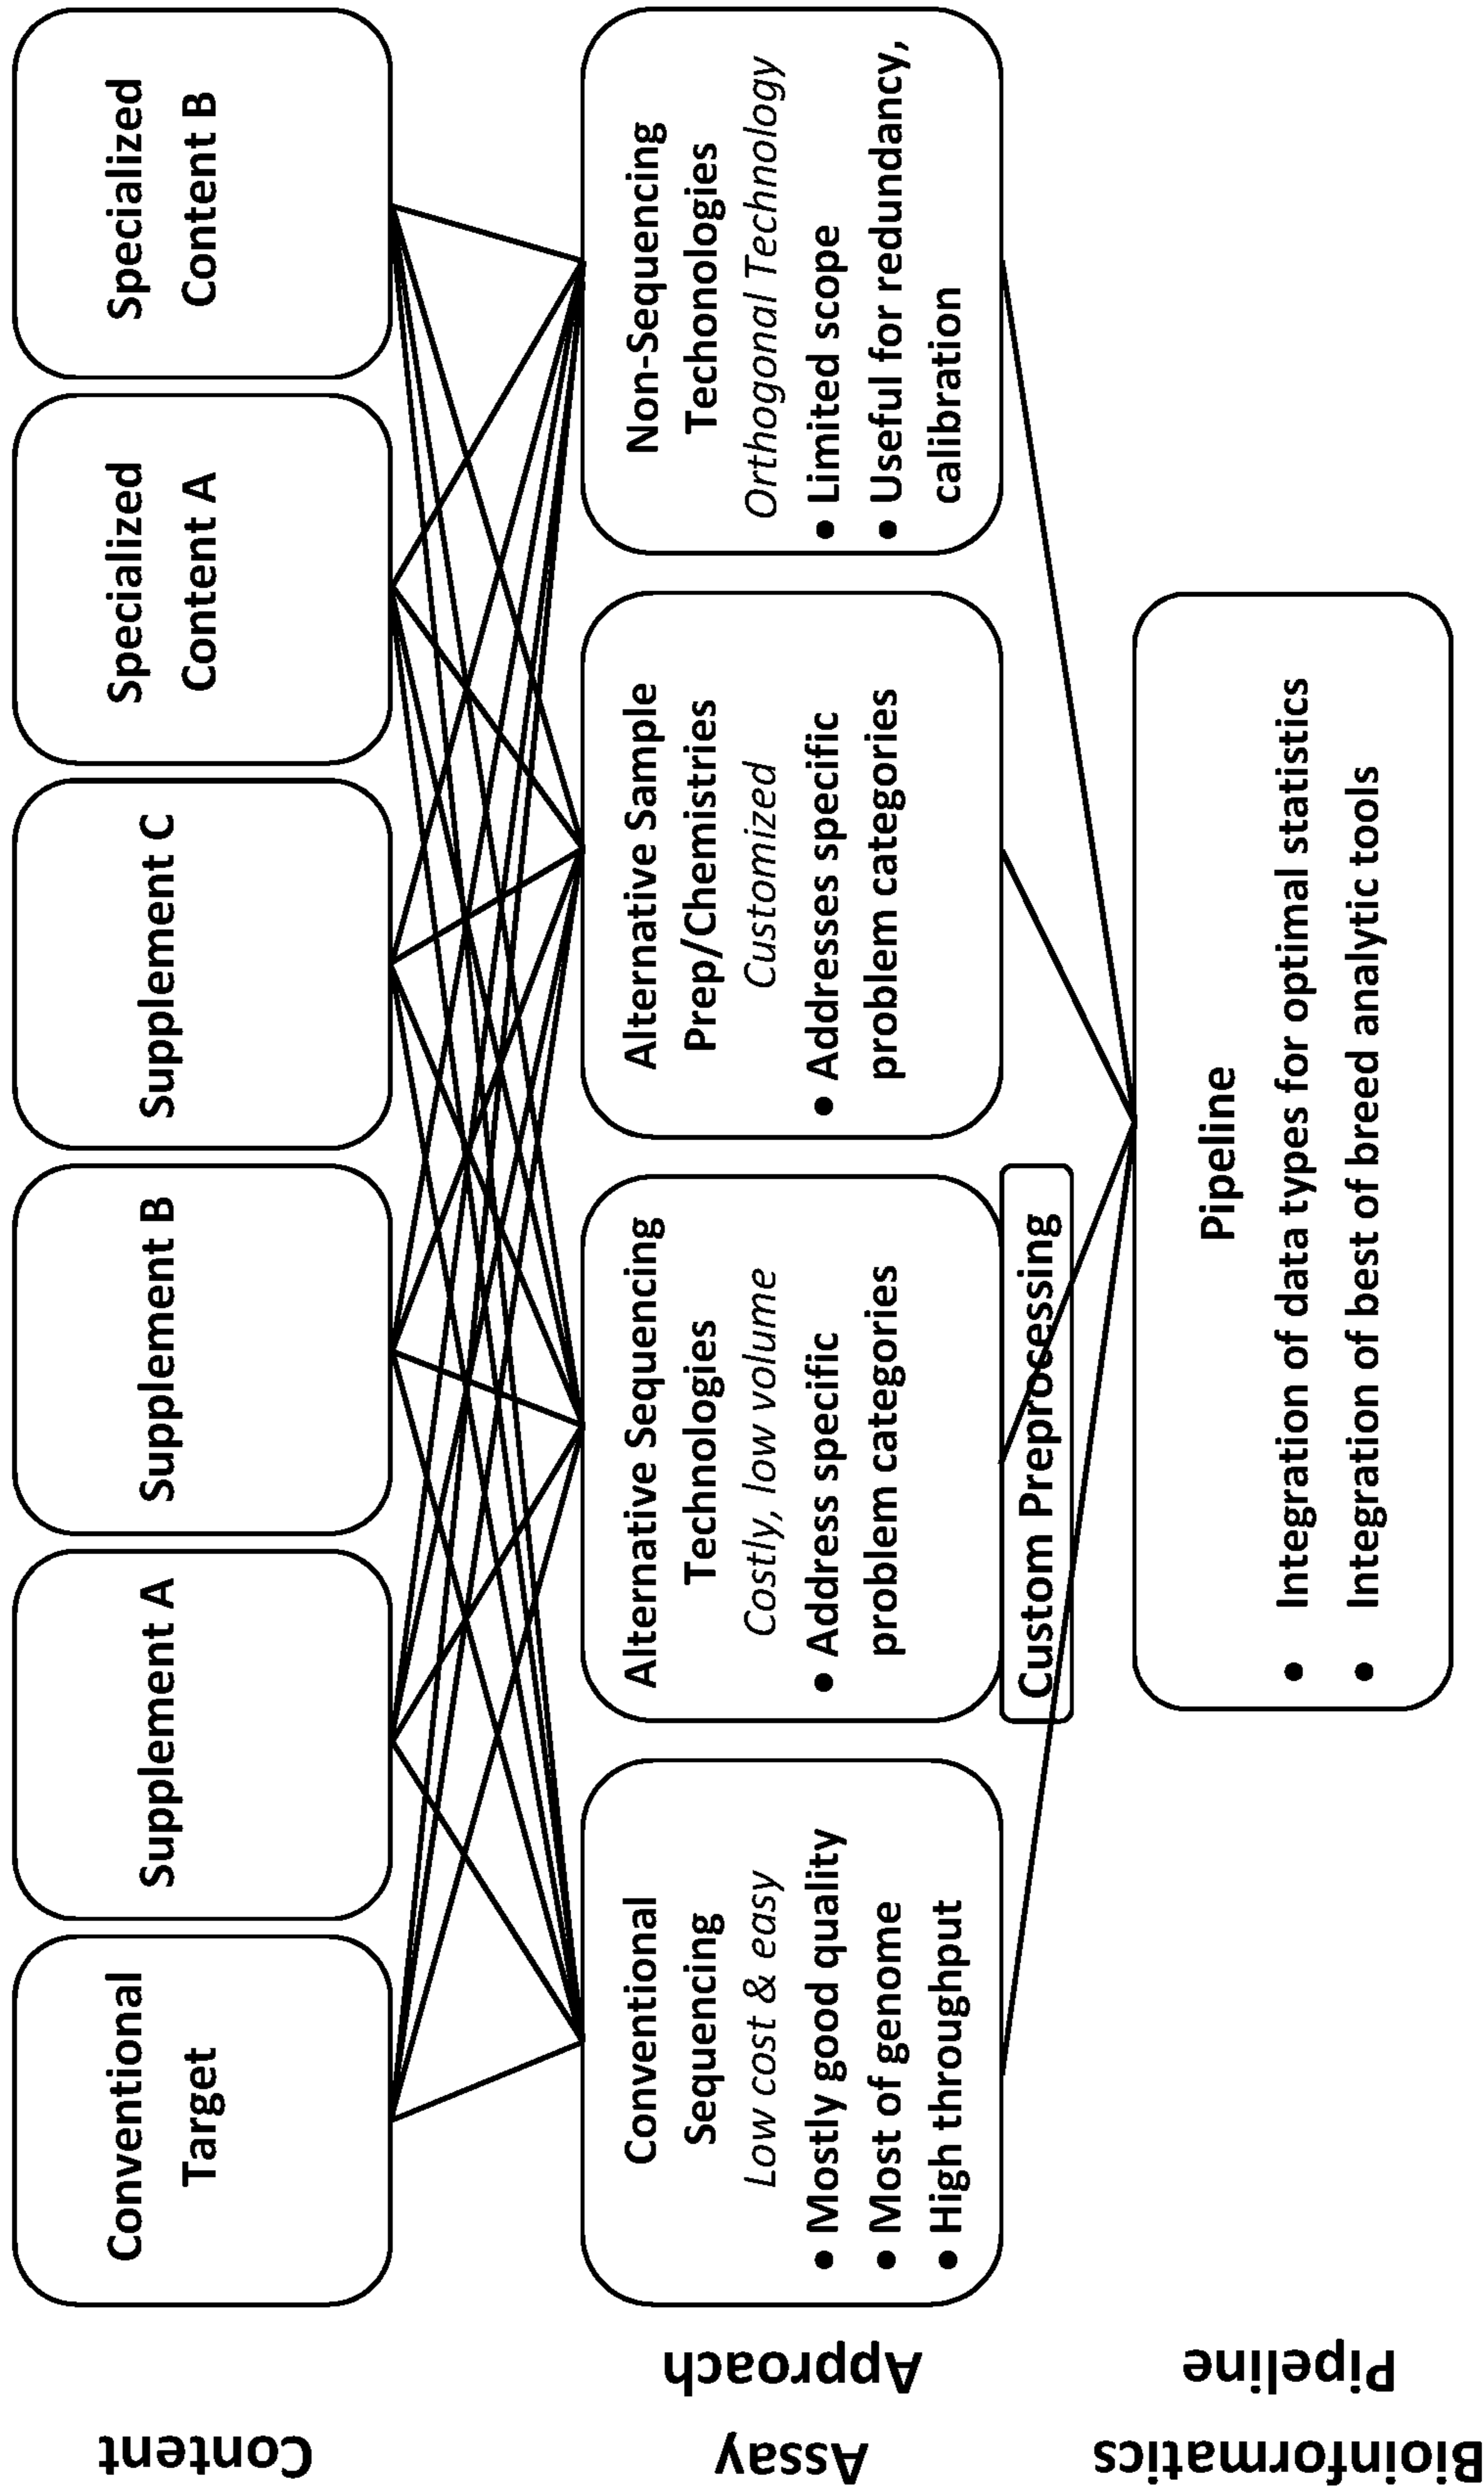 Content
Conventional
Target
Supplement A
Supplement B
Supplement C
Specialized
Content A
Specialized
Content B
Assay
Approach
Conventional
Sequencing
Low cost & easy
• Mostly good quality
• Most of genome
• High throughput
Alternative Sequencing
Technologies
Costly, low volume
• Address specific
problem categories
Custom Preprocessing
Alternative Sample
Prep/Chemistries
Customized
• Addresses specific
problem categories
Non-Sequencing
Techonologies
Orthogonal Technology
• Limited scope
• Useful for redundancy,
calibration
Bioinformatics
Pipeline
Pipeline
• Integration of data types for optimal statistics
• Integration of best of breed analytic tools